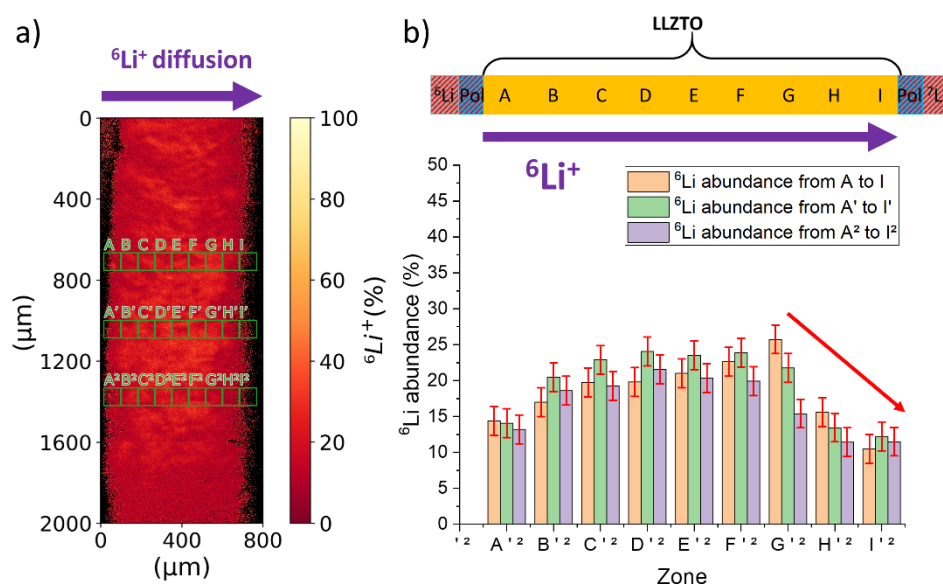 a)
⁶Li⁺ diffusion
0
400
800
1200
1600
2000
(µm)
0
400
800
(µm)
A B C D E F G H I
A' B' C' D' E' F' G' H' I'
A² B² C² D² E² F² G² H² I²
100
80
60
40
20
0
⁶Li⁺(%)
b)
LLZTO
⁶Li Pol A B C D E F G H I Pol ⁷L
⁶Li⁺
⁶Li abundance from A to I
⁶Li abundance from A' to I'
⁶Li abundance from A² to I²
50
45
40
35
30
25
20
15
10
5
0
⁶Li abundance (%)
' ² A ' ² B ' ² C ' ² D ' ² E ' ² F ' ² G ' ² H ' ² I ' ²
Zone